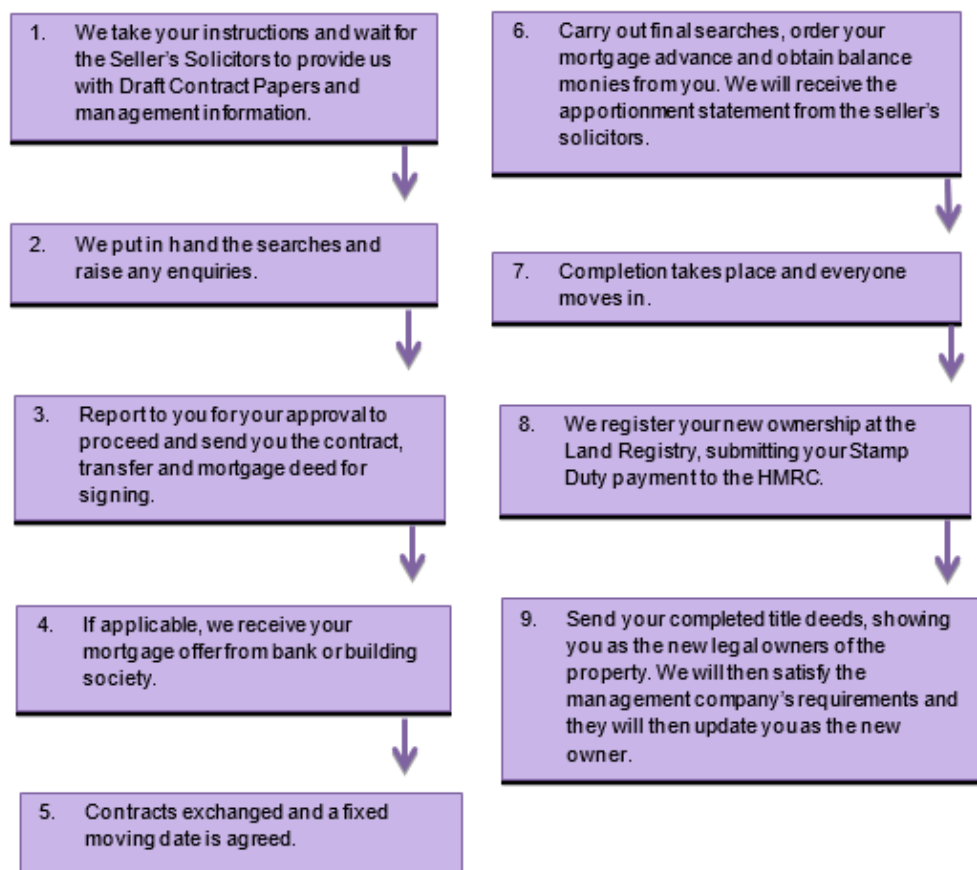 1. We take your instructions and wait for
the Seller's Solicitors to provide us
with Draft Contract Papers and
management information.
2. We put in hand the searches and
raise any enquiries.
3. Report to you for your approval to
proceed and send you the contract,
transfer and mortgage deed for
signing.
4. If applicable, we receive your
mortgage offer from bank or building
society.
5. Contracts exchanged and a fixed
moving date is agreed.
6. Carry out final searches, order your
mortgage advance and obtain balance
monies from you. We will receive the
apportionment statement from the seller's
solicitors.
7. Completion takes place and everyone
moves in.
8. We register your new ownership at the
Land Registry, submitting your Stamp
Duty payment to the HMRC.
9. Send your completed title deeds, showing
you as the new legal owners of the
property. We will then satisfy the
management company's requirements and
they will then update you as the new
owner.